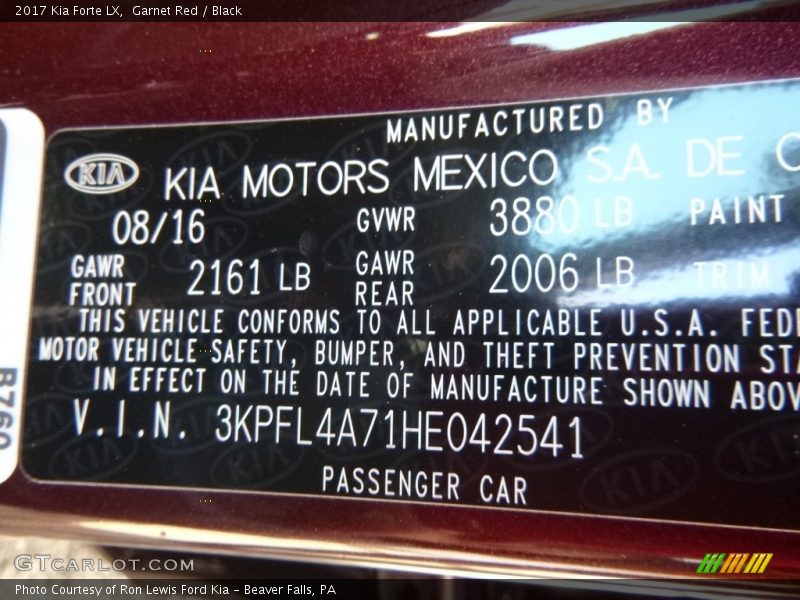 2017 Kia Forte LX,  Garnet Red / Black
MANUFACTURED BY
KIA KIA MOTORS MEXICO S.A. DE C
08/16 GVWR 3880 LB PAINT
GAWR FRONT 2161 LB GAWR REAR 2006 LB TRIM
THIS VEHICLE CONFORMS TO ALL APPLICABLE U.S.A. FEDE
MOTOR VEHICLE SAFETY, BUMPER, AND THEFT PREVENTION STA
IN EFFECT ON THE DATE OF MANUFACTURE SHOWN ABOV
V.I.N. 3KPFL4A71HE042541
PASSENGER CAR
B760
GTCARLOT.COM
Photo Courtesy of Ron Lewis Ford Kia - Beaver Falls, PA